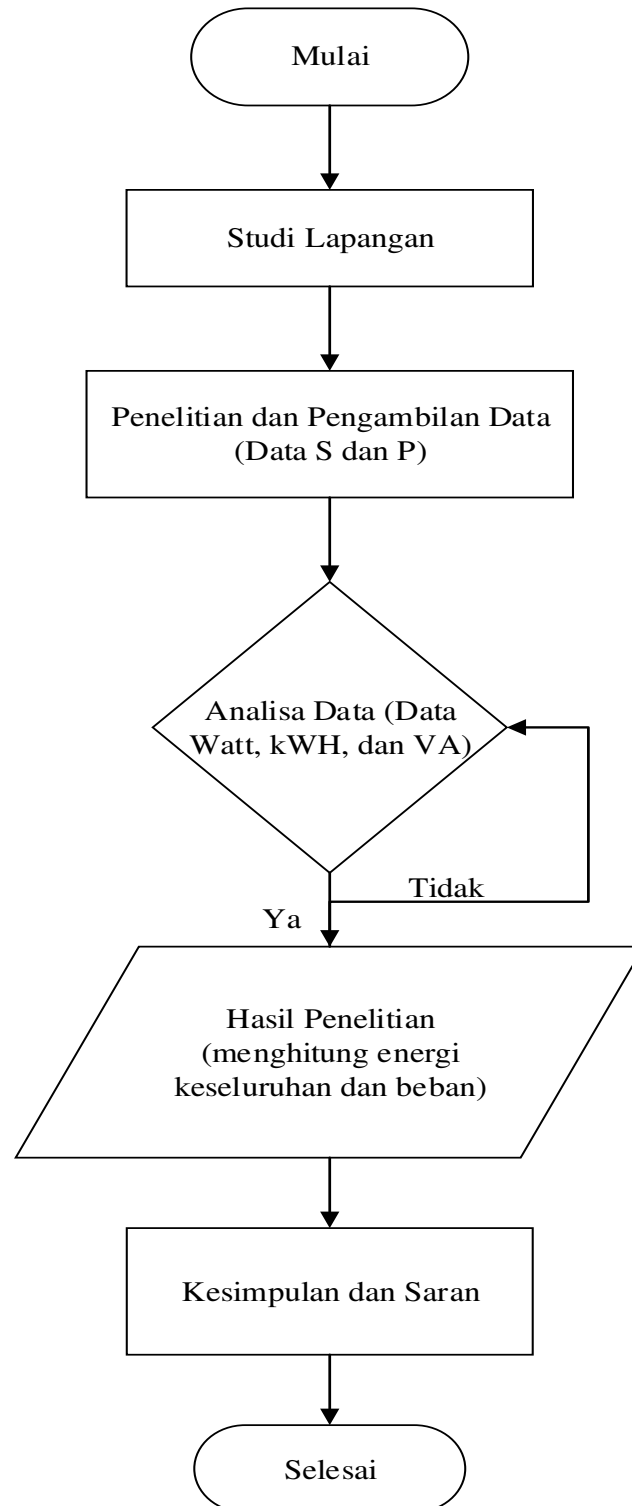 Mulai
Studi Lapangan
Penelitian dan Pengambilan Data
(Data S dan P)
Analisa Data (Data
Watt, kWH, dan VA)
Tidak
Ya
Hasil Penelitian
(menghitung energi
keseluruhan dan beban)
Kesimpulan dan Saran
Selesai